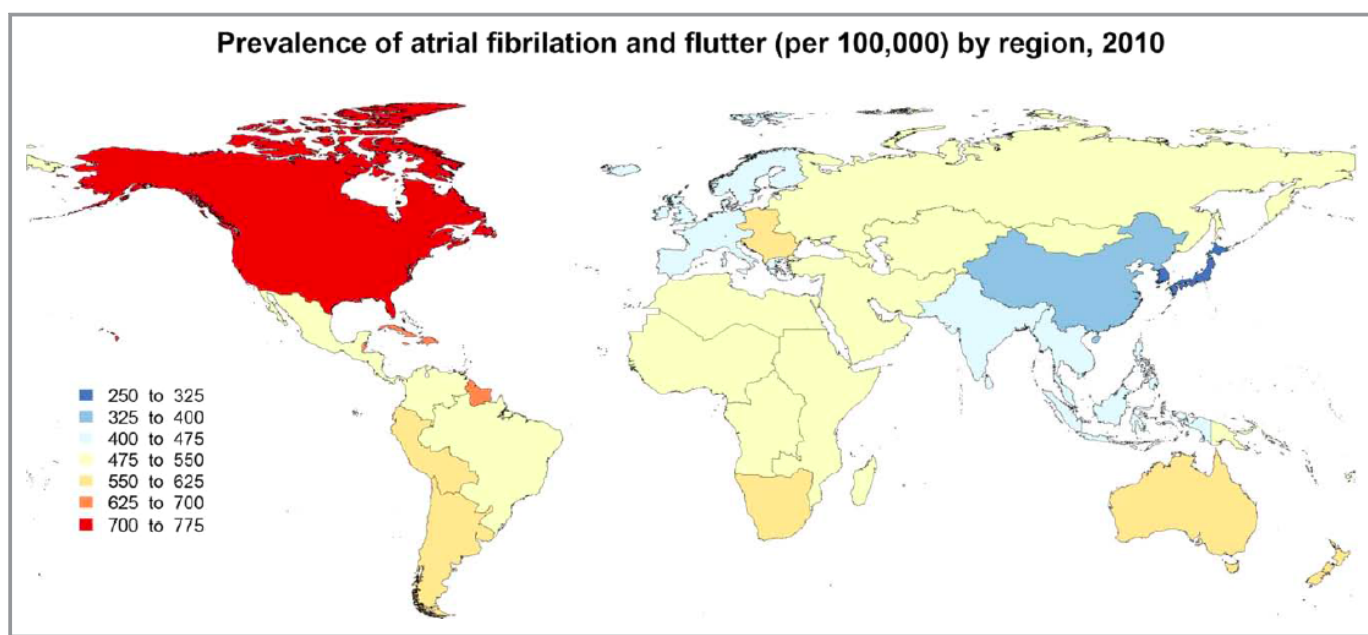 Prevalence of atrial fibrilation and flutter (per 100,000) by region, 2010
250 to 325
325 to 400
400 to 475
475 to 550
550 to 625
625 to 700
700 to 775